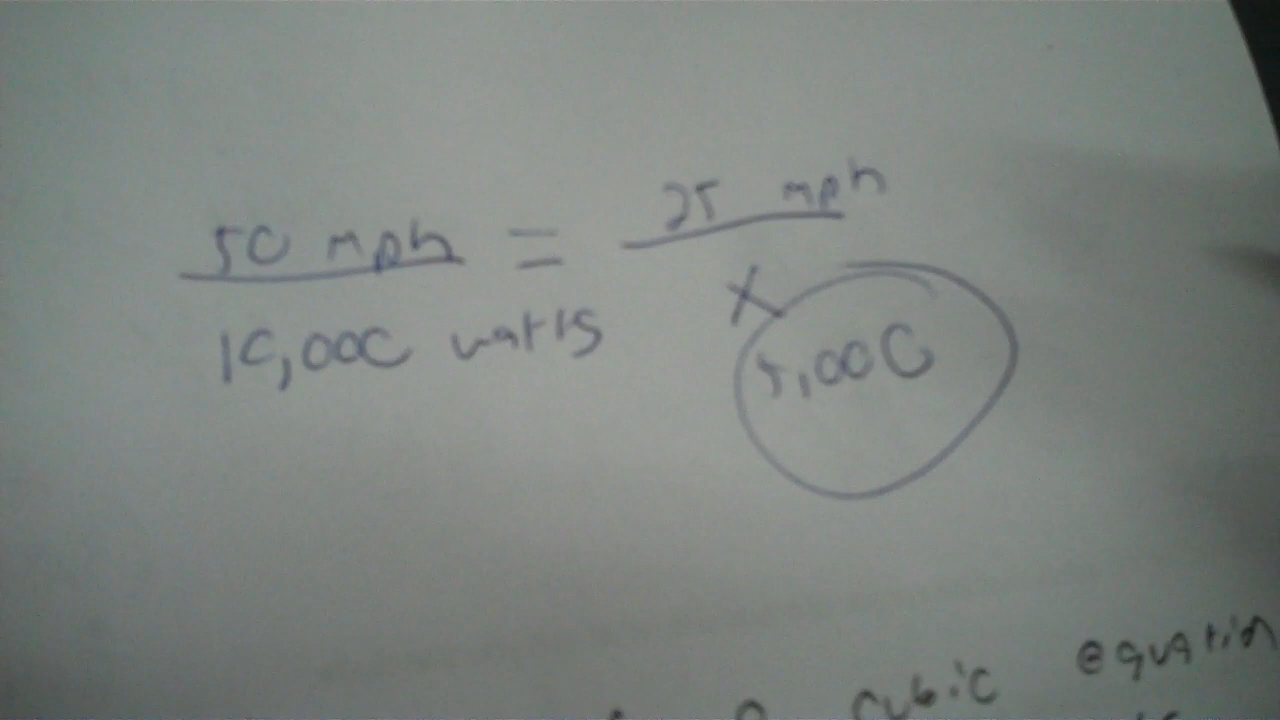 50 mph = 25 mph
10,000 watts X 5,000
a cubic equation